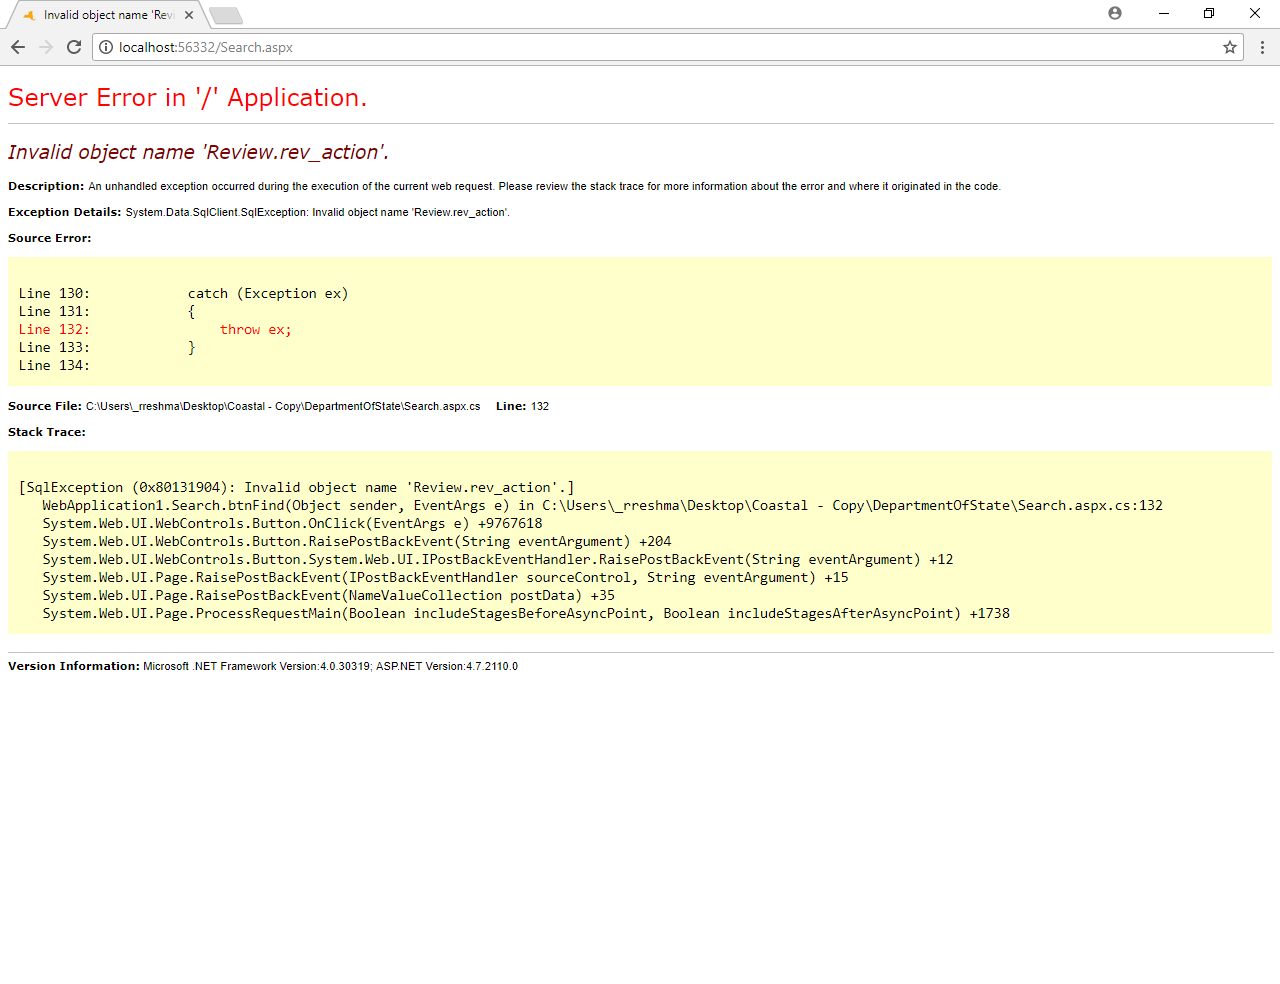 Invalid object name 'Rev
localhost:56332/Search.aspx
Server Error in '/' Application.
Invalid object name 'Review.rev_action'.
Description: An unhandled exception occurred during the execution of the current web request. Please review the stack trace for more information about the error and where it originated in the code.
Exception Details: System.Data.SqlClient.SqlException: Invalid object name 'Review.rev_action'.
Source Error:
Line 130:            catch (Exception ex)
Line 131:            {
Line 132:                throw ex;
Line 133:            }
Line 134:
Source File: C:\Users\_rreshma\Desktop\Coastal - Copy\DepartmentOfState\Search.aspx.cs    Line: 132
Stack Trace:
[SqlException (0x80131904): Invalid object name 'Review.rev_action'.]
   WebApplication1.Search.btnFind(Object sender, EventArgs e) in C:\Users\_rreshma\Desktop\Coastal - Copy\DepartmentOfState\Search.aspx.cs:132
   System.Web.UI.WebControls.Button.OnClick(EventArgs e) +9767618
   System.Web.UI.WebControls.Button.RaisePostBackEvent(String eventArgument) +204
   System.Web.UI.WebControls.Button.System.Web.UI.IPostBackEventHandler.RaisePostBackEvent(String eventArgument) +12
   System.Web.UI.Page.RaisePostBackEvent(IPostBackEventHandler sourceControl, String eventArgument) +15
   System.Web.UI.Page.RaisePostBackEvent(NameValueCollection postData) +35
   System.Web.UI.Page.ProcessRequestMain(Boolean includeStagesBeforeAsyncPoint, Boolean includeStagesAfterAsyncPoint) +1738
Version Information: Microsoft .NET Framework Version:4.0.30319; ASP.NET Version:4.7.2110.0